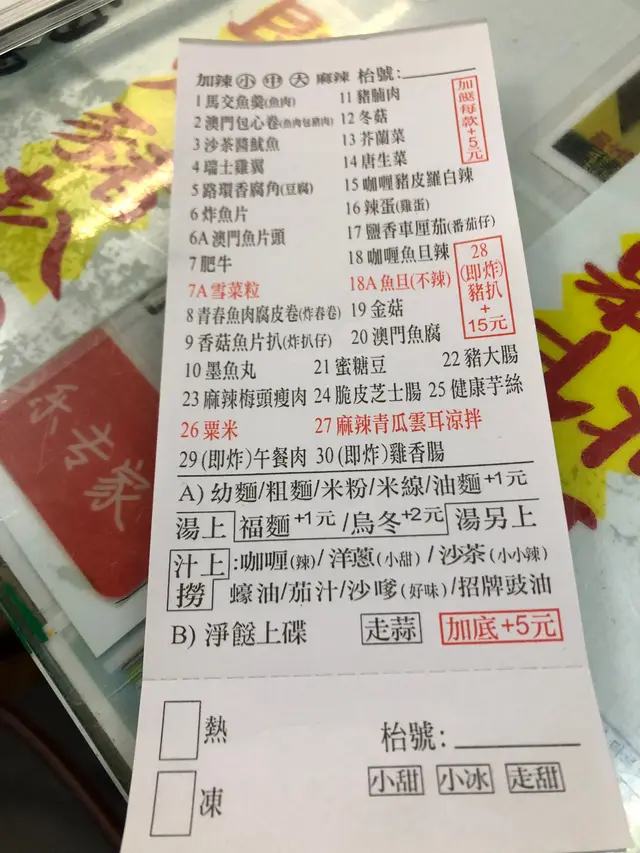 加辣 小 中 大 麻辣 枱號:
加餸每款+5元
1 馬交魚羹(魚肉) 11 豬腩肉
2 澳門包心卷(魚肉包豬肉) 12 冬菇
3 沙茶醬魷魚 13 芥蘭菜
4 瑞士雞翼 14 唐生菜
5 路環香腐角(豆腐) 15 咖喱豬皮羅白辣
6 炸魚片 16 辣蛋(雞蛋)
6A 澳門魚片頭 17 鹽香車厘茄(番茄仔)
7 肥牛 18 咖喱魚旦辣
7A 雪菜粒 18A 魚旦(不辣)
28 (即炸) 豬扒 + 15元
8 青春魚肉腐皮卷(炸春卷) 19 金菇
9 香菇魚片扒(炸扒仔) 20 澳門魚腐
10 墨魚丸 21 蜜糖豆 22 豬大腸
23 麻辣梅頭瘦肉 24 脆皮芝士腸 25 健康芋絲
26 粟米 27 麻辣青瓜雲耳涼拌
29 (即炸)午餐肉 30 (即炸)雞香腸
A) 幼麵/粗麵/米粉/米線/油麵+1元
湯上 福麵+1元 /烏冬+2元 湯另上
汁上 :咖喱(辣)/洋蔥(小甜)/沙茶(小小辣)
撈 蠔油/茄汁/沙嗲(好味)/招牌豉油
B) 淨餸上碟 走蒜 加底+5元
熱 枱號:
小甜 小冰 走甜
凍
乐专家